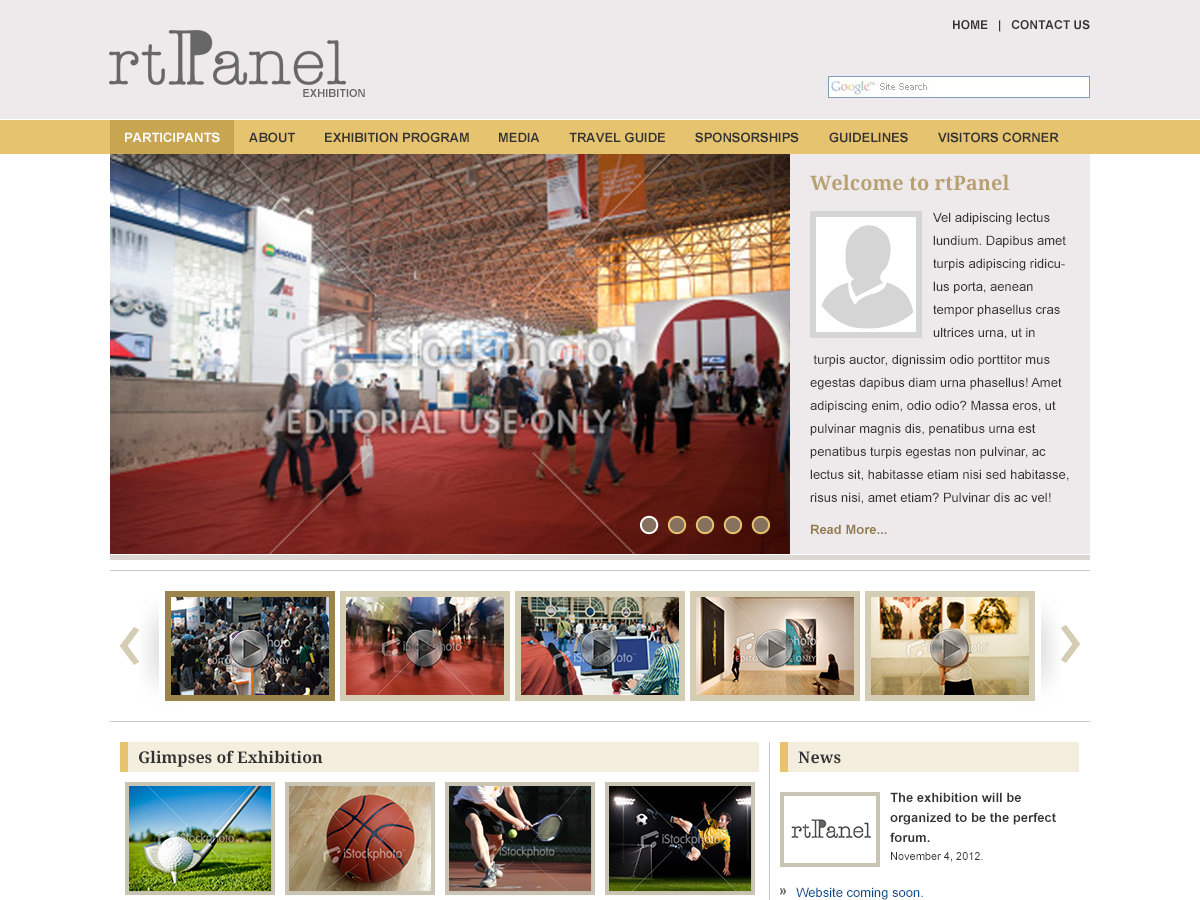 HOME | CONTACT US
rtPanel
EXHIBITION
Google™ Site Search
PARTICIPANTS ABOUT EXHIBITION PROGRAM MEDIA TRAVEL GUIDE SPONSORSHIPS GUIDELINES VISITORS CORNER
iStockphoto
EDITORIAL USE ONLY
Welcome to rtPanel
Vel adipiscing lectus
lundium. Dapibus amet
turpis adipiscing ridicu-
lus porta, aenean
tempor phasellus cras
ultrices urna, ut in
turpis auctor, dignissim odio porttitor mus
egestas dapibus diam urna phasellus! Amet
adipiscing enim, odio odio? Massa eros, ut
pulvinar magnis dis, penatibus urna est
penatibus turpis egestas non pulvinar, ac
lectus sit, habitasse etiam nisi sed habitasse,
risus nisi, amet etiam? Pulvinar dis ac vel!
Read More...
Glimpses of Exhibition
iStockphoto
iStockphoto
iStockphoto
iStockphoto
News
rtPanel
The exhibition will be
organized to be the perfect
forum.
November 4, 2012.
» Website coming soon.